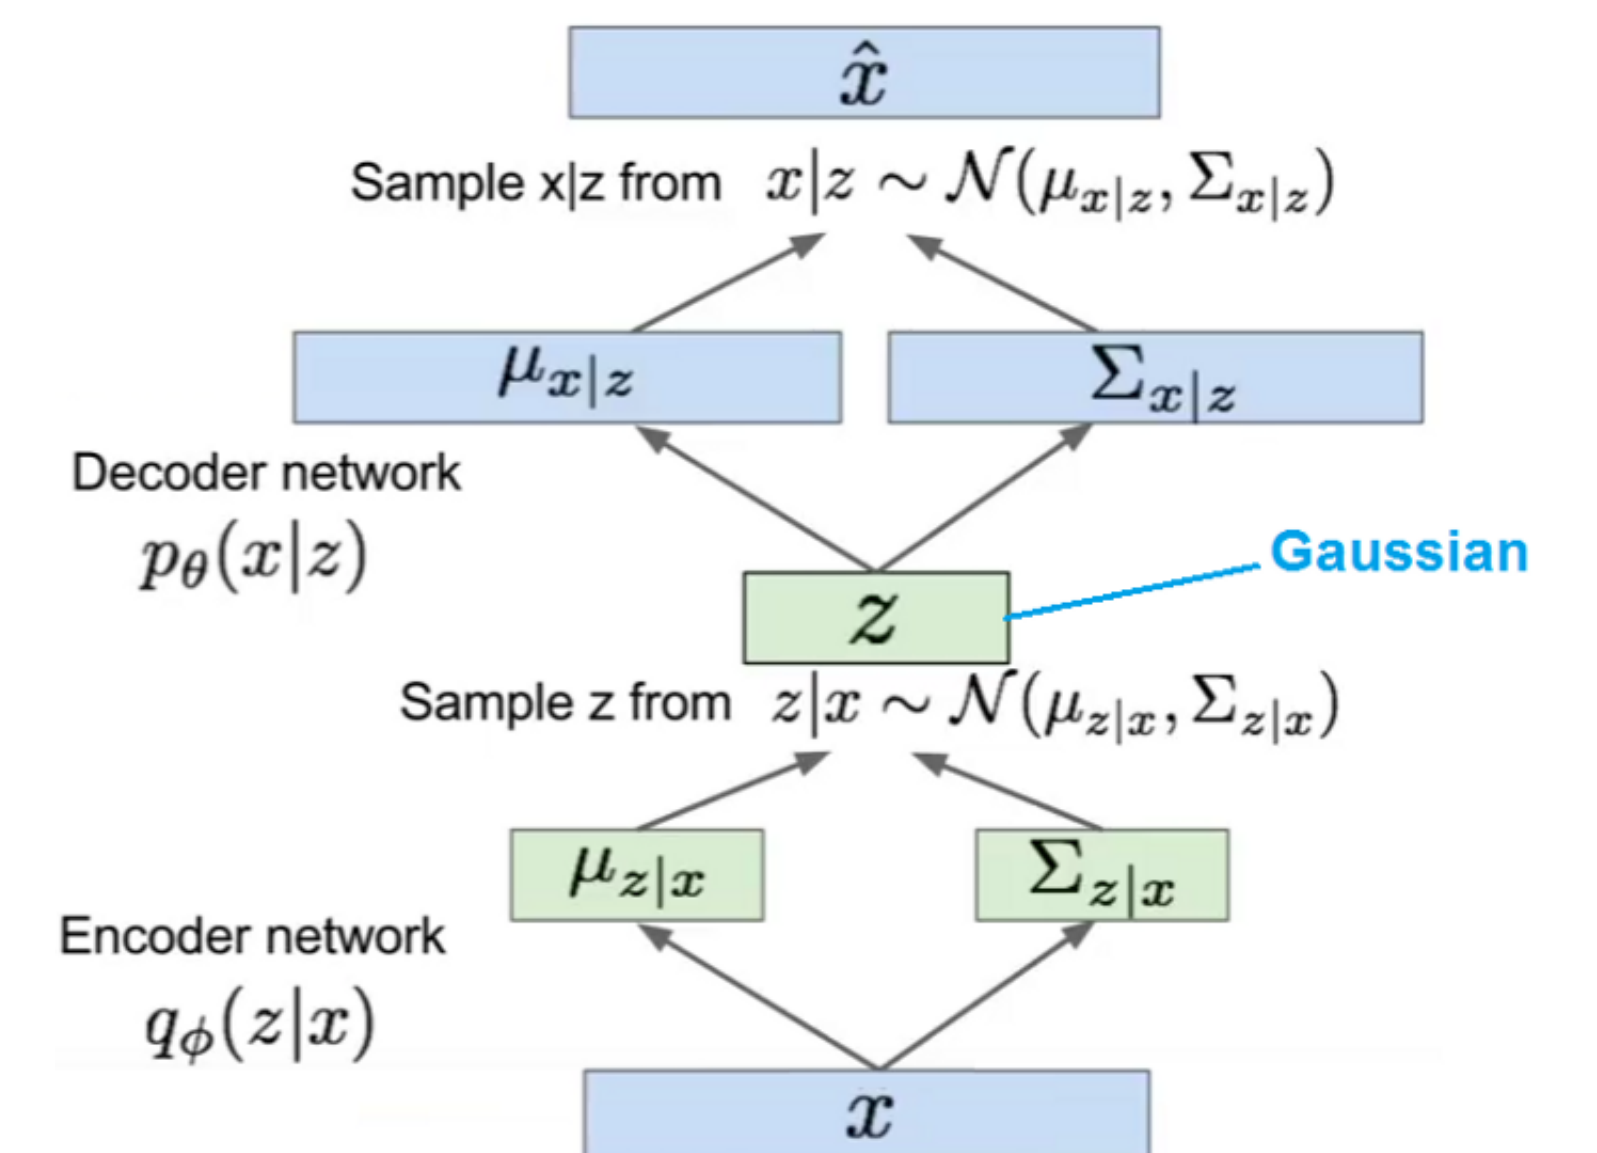 x̂
Sample x|z from x|z ∼ 𝒩(μ_{x|z}, Σ_{x|z})
μ_{x|z}
Σ_{x|z}
Decoder network
p_θ(x|z)
Gaussian
z
Sample z from z|x ∼ 𝒩(μ_{z|x}, Σ_{z|x})
μ_{z|x}
Σ_{z|x}
Encoder network
q_ϕ(z|x)
x